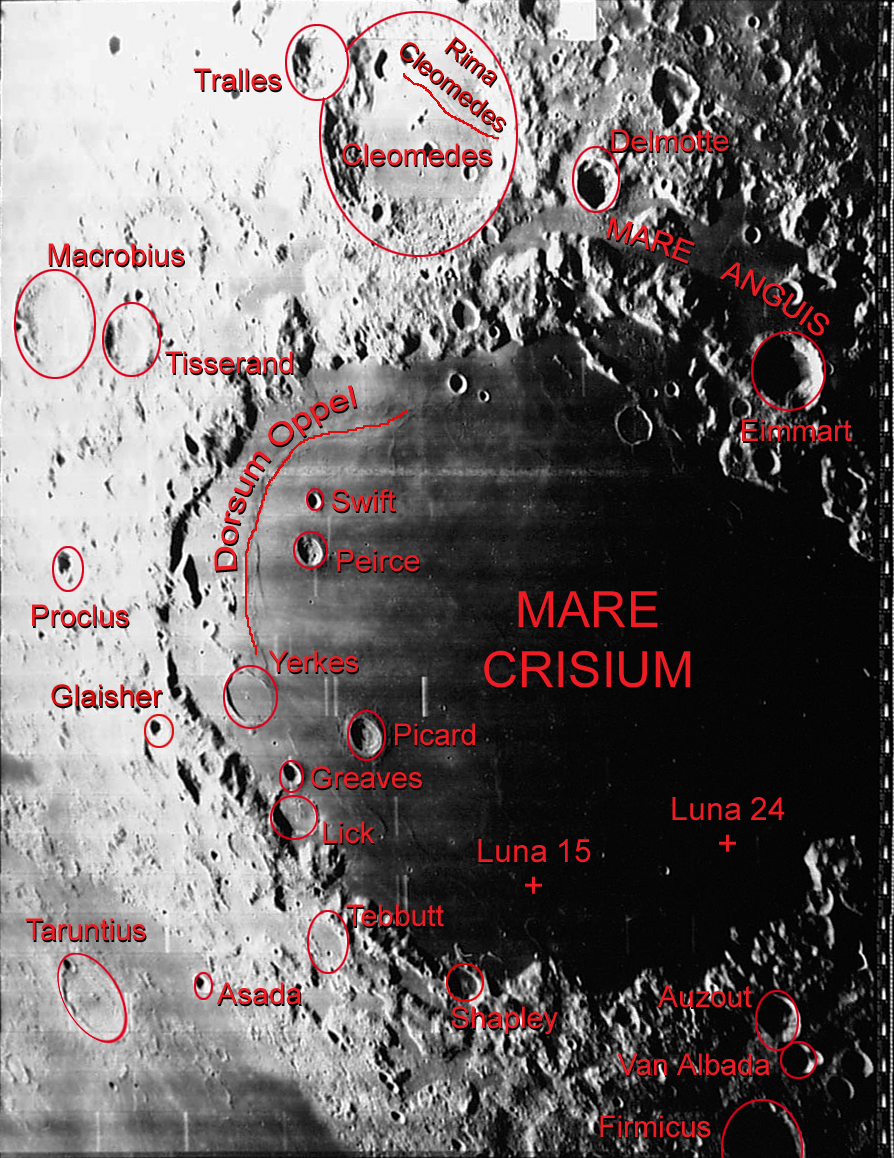 Tralles
Rima
Cleomedes
Cleomedes
Delmotte
MARE ANGUIS
Macrobius
Tisserand
Eimmart
Dorsum Oppel
Swift
Peirce
Proclus
MARE
CRISIUM
Yerkes
Glaisher
Picard
Greaves
Lick
Luna 24
+
Luna 15
+
Tebbutt
Taruntius
Asada
Shapley
Auzout
Van Albada
Firmicus